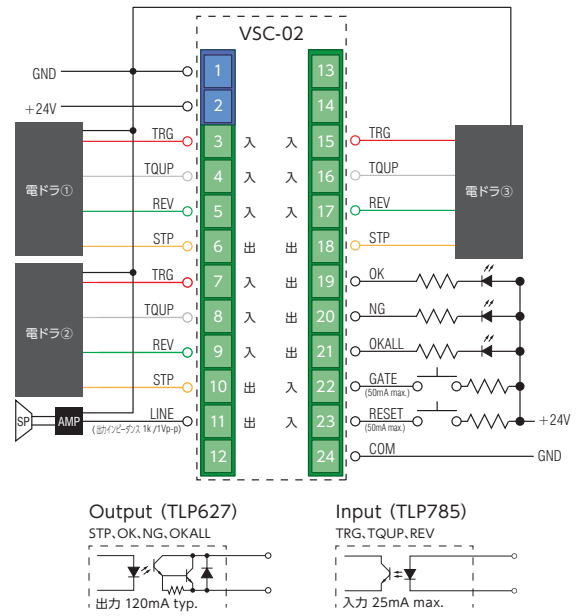 VSC-02
GND
+24V
電ドラ①
TRG
TQUP
REV
STP
電ドラ②
TRG
TQUP
REV
STP
SP
AMP
LINE
(出力インピーダンス 1k /1Vp-p)
1
2
3 入
4 入
5 入
6 出
7 入
8 入
9 入
10 出
11 出
12
13
14
入 15
入 16
入 17
出 18
出 19
出 20
出 21
入 22
入 23
24
TRG
TQUP
REV
STP
電ドラ③
OK
NG
OKALL
GATE
(50mA max.)
RESET
(50mA max.)
+24V
COM
GND
Output (TLP627)
STP、OK、NG、OKALL
出力 120mA typ.
Input (TLP785)
TRG、TQUP、REV
入力 25mA max.